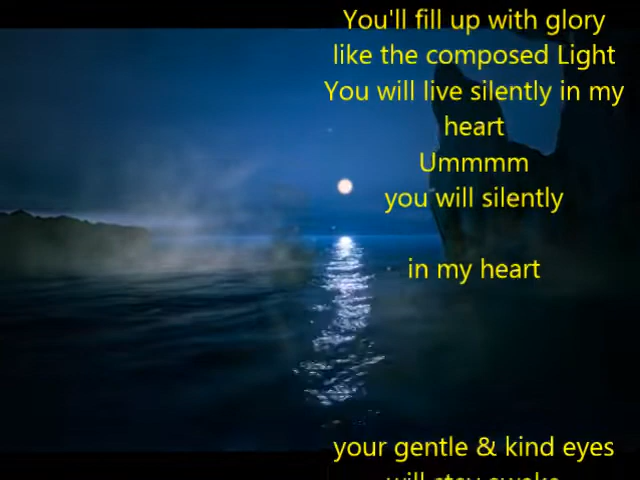 You'll fill up with glory
like the composed Light
You will live silently in my
heart
Ummmm
you will silently
in my heart
your gentle & kind eyes
will stay awake